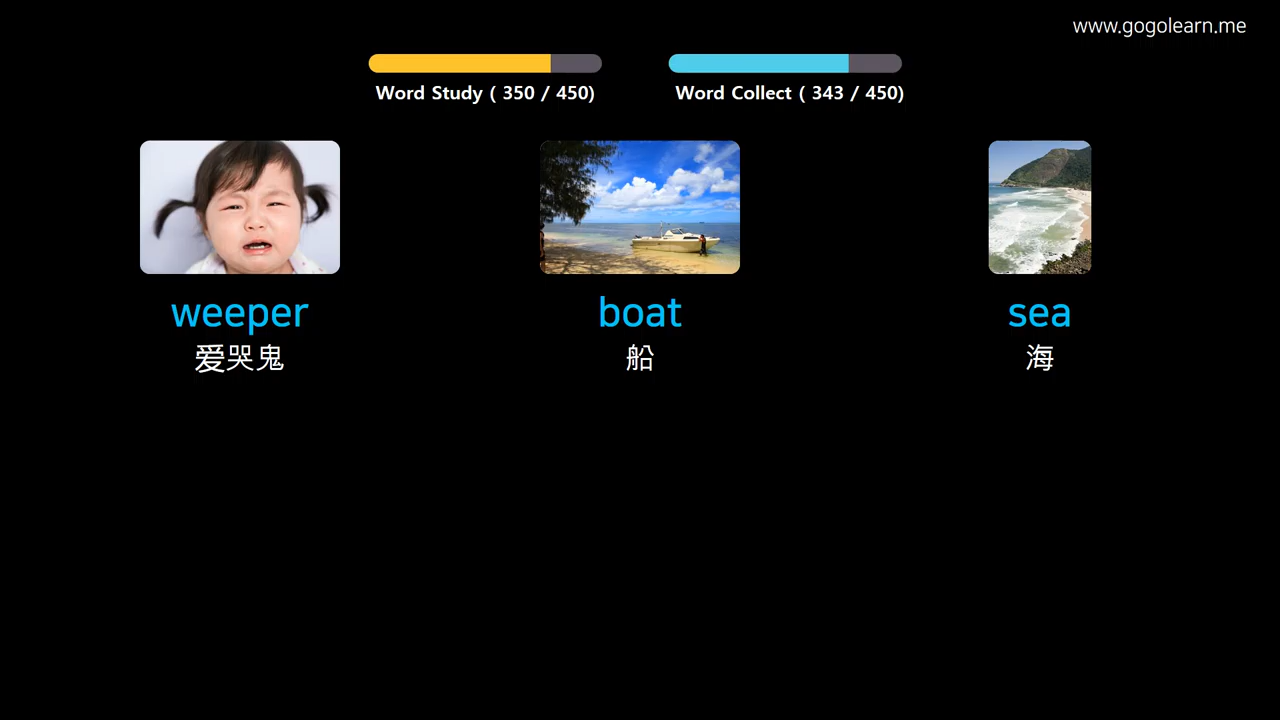 www.gogolearn.me
Word Study ( 350 / 450)
Word Collect ( 343 / 450)
weeper
爱哭鬼
boat
船
sea
海